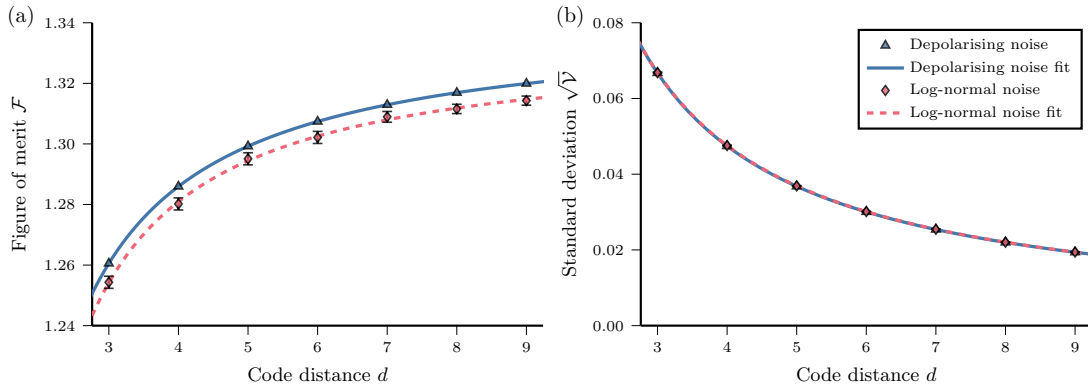 (a)
1.34
1.32
1.30
1.28
1.26
1.24
Figure of merit ℱ
3 4 5 6 7 8 9
Code distance d
(b)
0.08
0.06
0.04
0.02
0.00
Standard deviation √𝒱
3 4 5 6 7 8 9
Code distance d
Depolarising noise
Depolarising noise fit
Log-normal noise
Log-normal noise fit